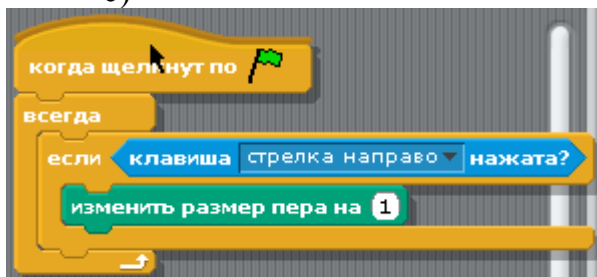 когда щелкнут по
всегда
если клавиша стрелка направо нажата?
изменить размер пера на 1